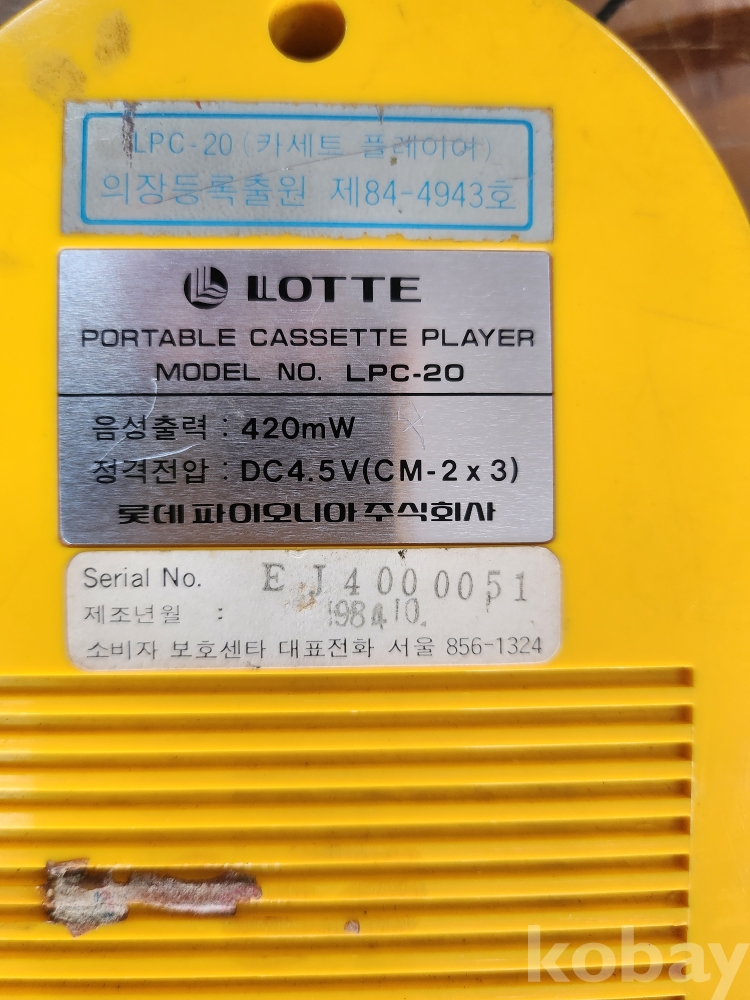 LPC-20 (카세트 플레이어)
의장등록출원 제84-4943호
LLOTTE
PORTABLE CASSETTE PLAYER
MODEL NO. LPC-20
음성출력 : 420mW
정격전압 : DC4.5V(CM-2 x 3)
롯데파이오니아주식회사
Serial No. EJ4000051
제조년월 : 1984.10.
소비자 보호센타 대표전화 서울 856-1324
kobay